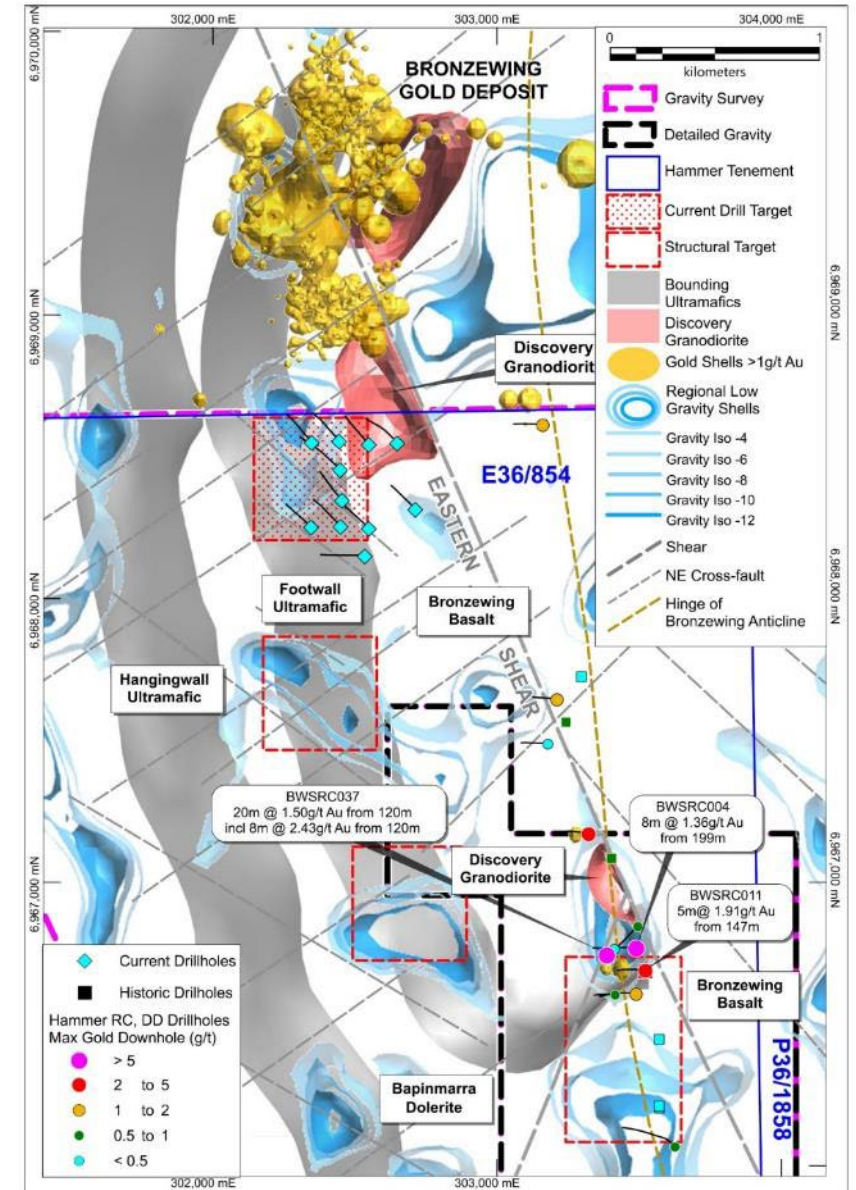 302,000 mE
303,000 mE
304,000 mE
6,970,000 mN
6,969,000 mN
6,968,000 mN
6,967,000 mN
BRONZEWING
GOLD DEPOSIT
0
1
kilometers
Gravity Survey
Detailed Gravity
Hammer Tenement
Current Drill Target
Structural Target
Bounding
Ultramafics
Discovery
Granodiorite
Gold Shells >1g/t Au
Regional Low
Gravity Shells
Gravity Iso -4
Gravity Iso -6
Gravity Iso -8
Gravity Iso -10
Gravity Iso -12
Shear
NE Cross-fault
Hinge of
Bronzewing Anticline
6,969,000 mN
6,968,000 mN
6,967,000 mN
Discovery
Granodiorit
E36/854
EASTERN
SHEAR
Footwall
Ultramafic
Bronzewing
Basalt
Hangingwall
Ultramafic
BWSRC037
20m @ 1.50g/t Au from 120m
incl 8m @ 2.43g/t Au from 120m
BWSRC004
8m @ 1.36g/t Au
from 199m
Discovery
Granodiorite
BWSRC011
5m@ 1.91g/t Au
from 147m
Bronzewing
Basalt
Bapinmarra
Dolerite
P36/1858
Current Drillholes
Historic Drilholes
Hammer RC, DD Drillholes
Max Gold Downhole (g/t)
> 5
2 to 5
1 to 2
0.5 to 1
< 0.5
302,000 mE
303,000 mE